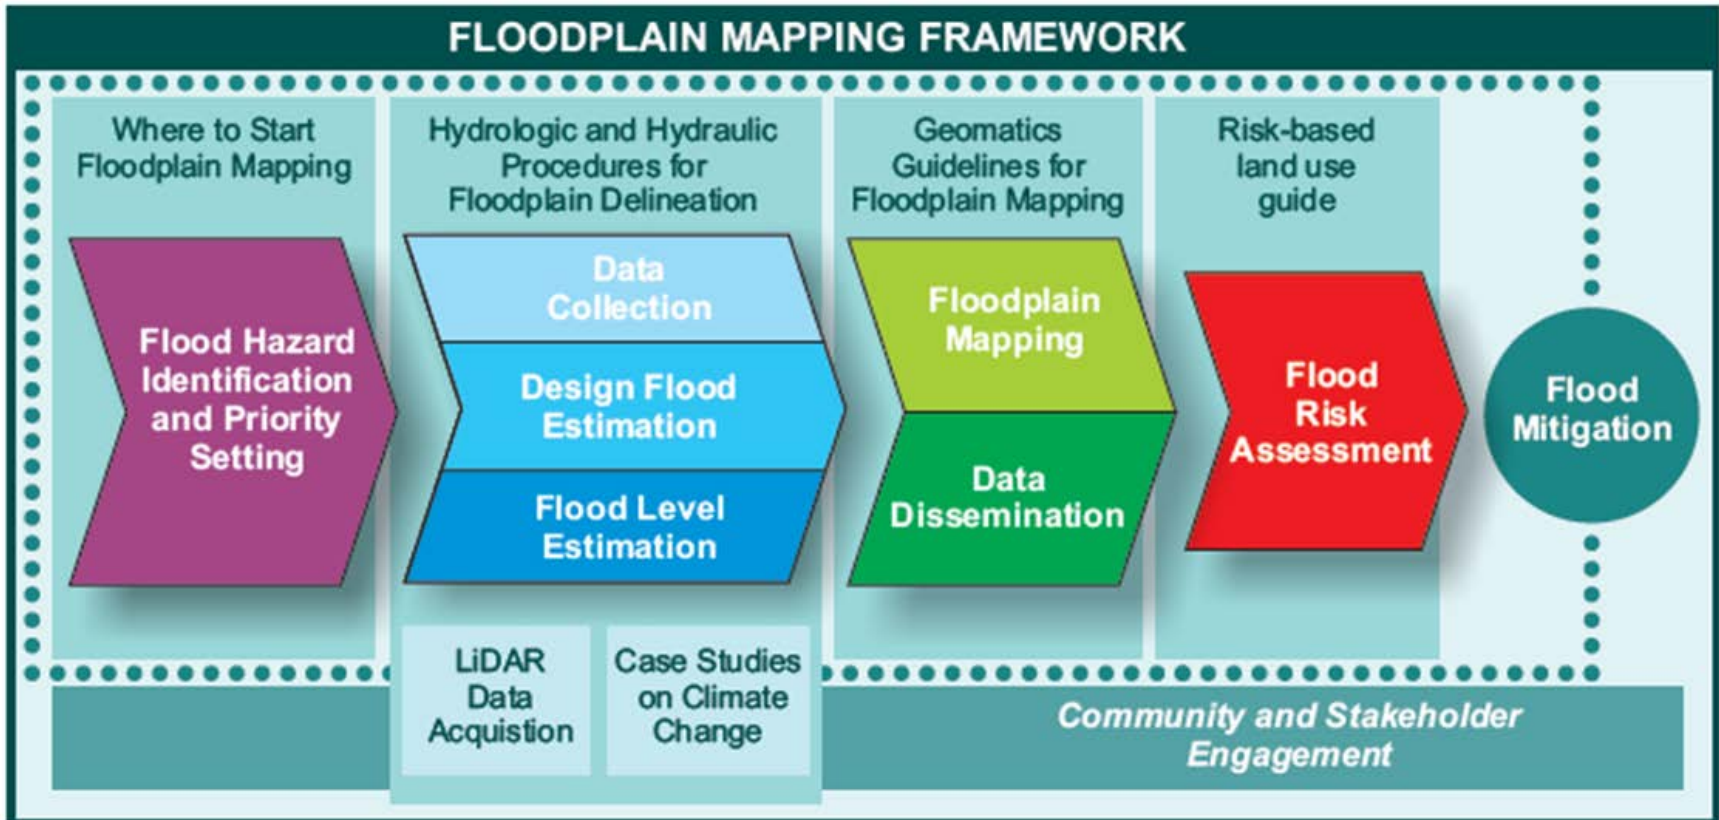 FLOODPLAIN MAPPING FRAMEWORK
Where to Start
Floodplain Mapping
Hydrologic and Hydraulic
Procedures for
Floodplain Delineation
Geomatics
Guidelines for
Floodplain Mapping
Risk-based
land use
guide
Flood Hazard
Identification
and Priority
Setting
Data
Collection
Design Flood
Estimation
Flood Level
Estimation
Floodplain
Mapping
Data
Dissemination
Flood
Risk
Assessment
Flood
Mitigation
LiDAR
Data
Acquistion
Case Studies
on Climate
Change
Community and Stakeholder
Engagement